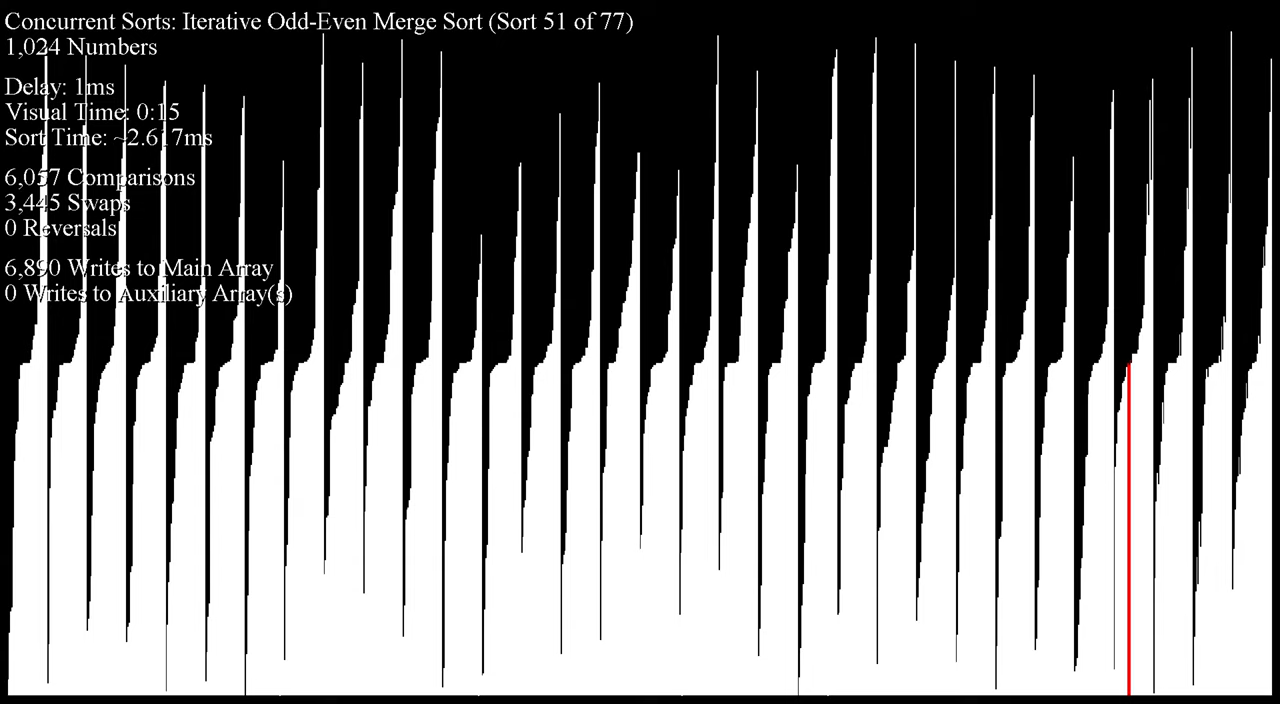 Concurrent Sorts: Iterative Odd-Even Merge Sort (Sort 51 of 77)
1,024 Numbers
Delay: 1ms
Visual Time: 0:15
Sort Time: ~2.617ms
6,057 Comparisons
3,445 Swaps
0 Reversals
6,890 Writes to Main Array
0 Writes to Auxiliary Array(s)